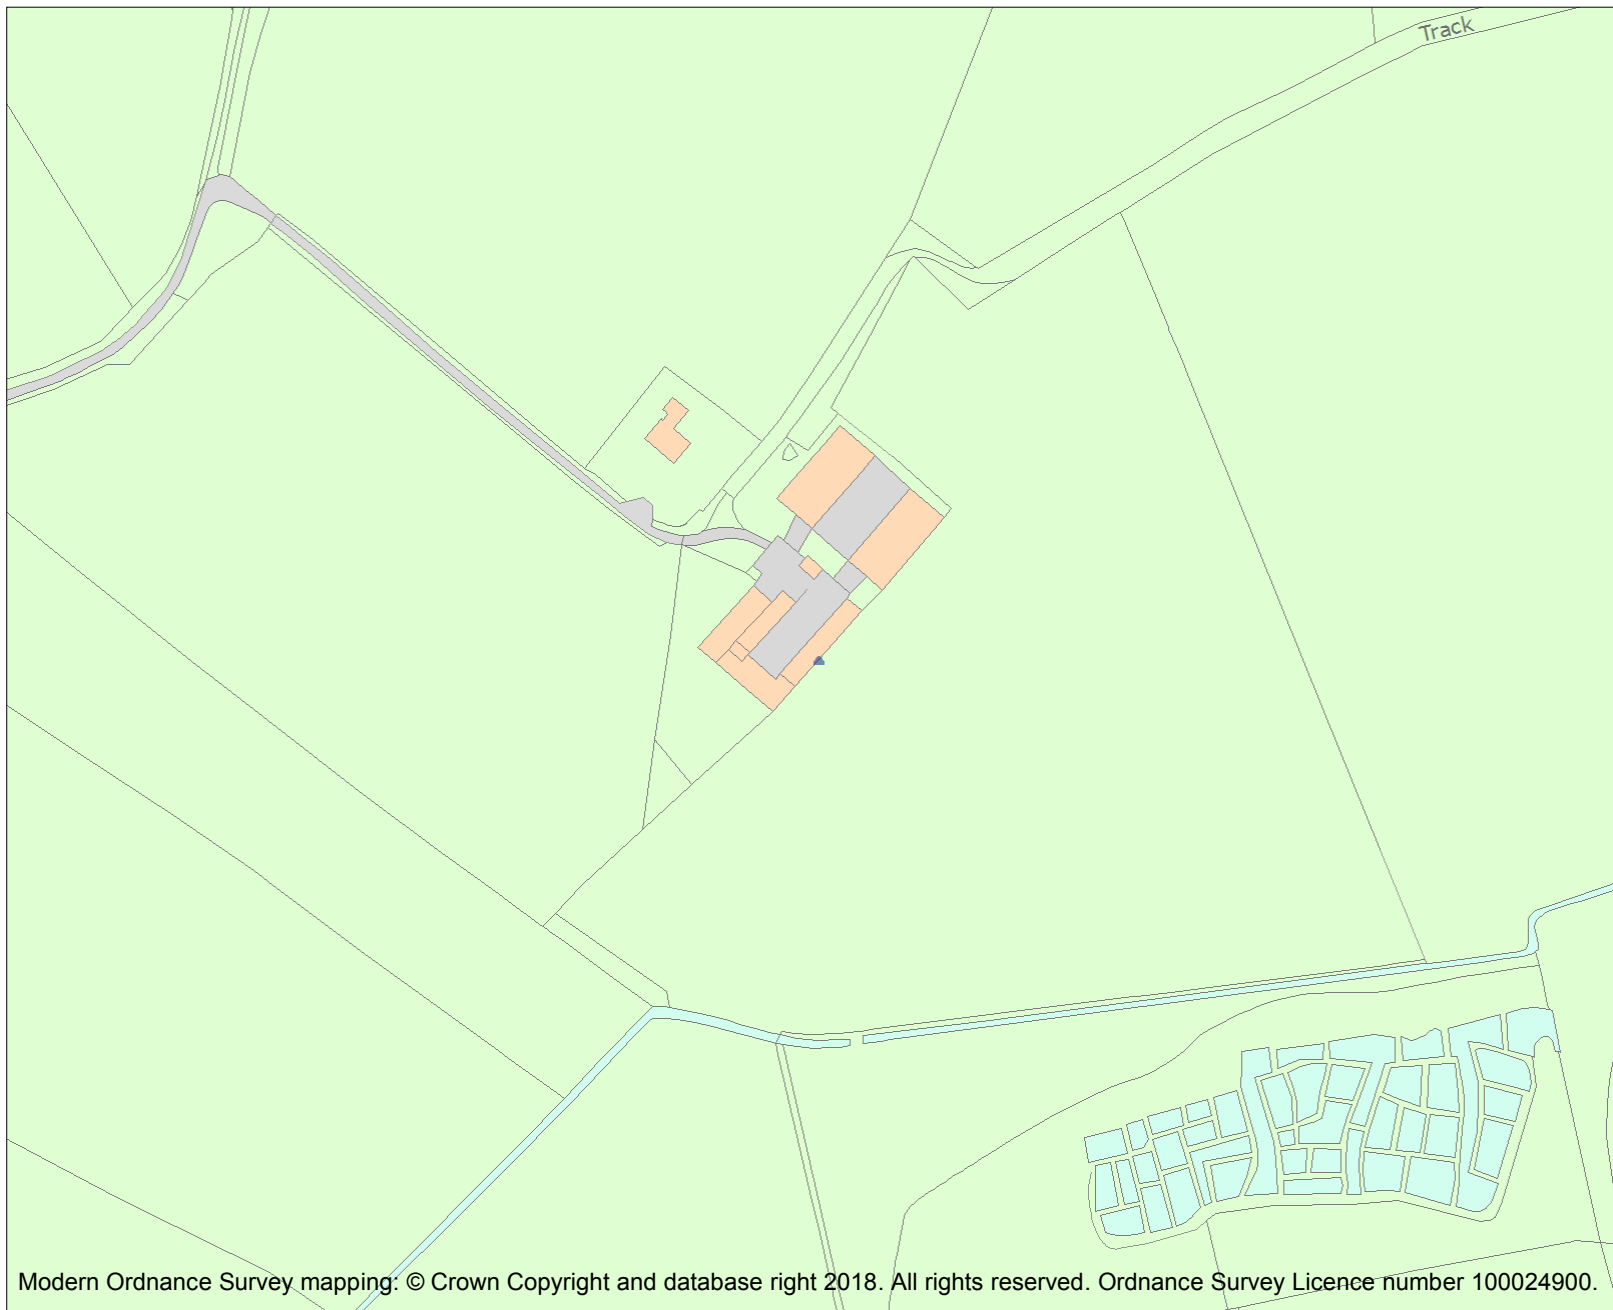 Track
Modern Ordnance Survey mapping: © Crown Copyright and database right 2018. All rights reserved. Ordnance Survey Licence number 100024900.